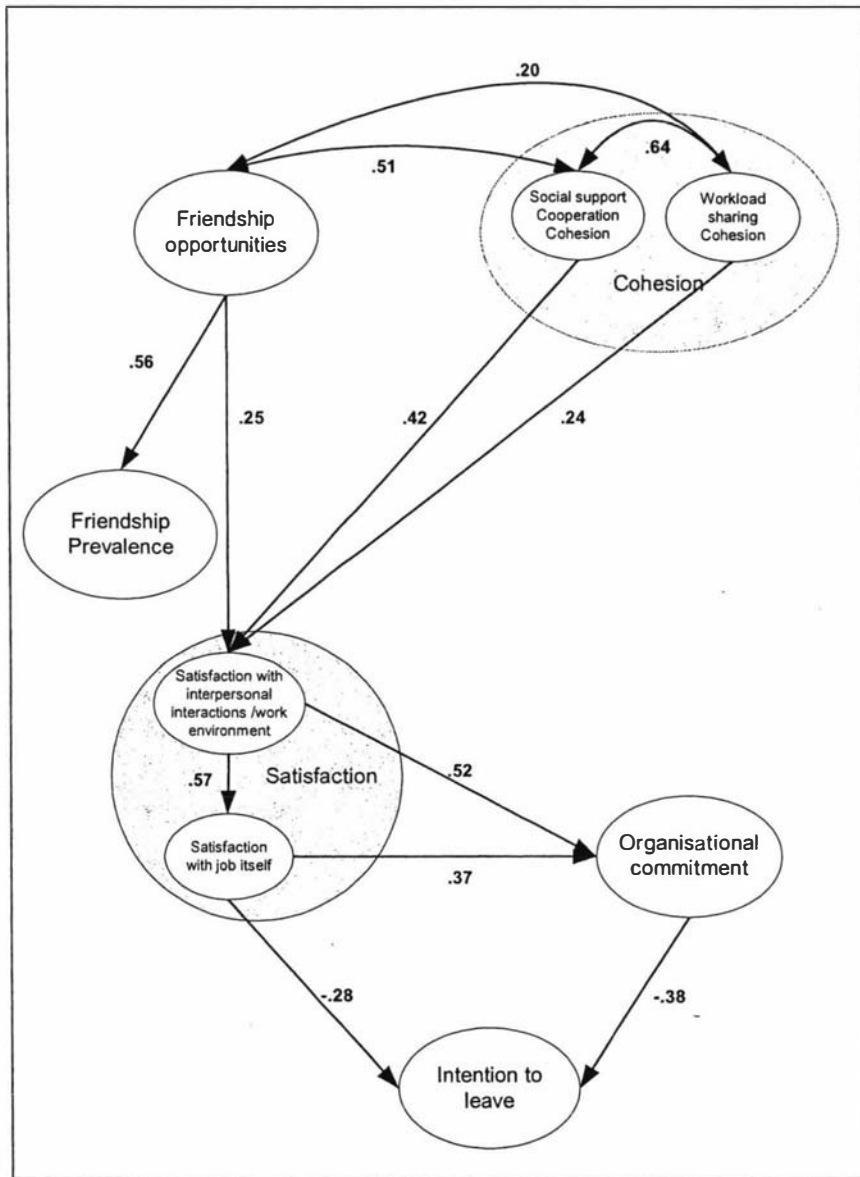 .20
.64
.51
Social support
Cooperation
Cohesion
Workload
sharing
Cohesion
Friendship
opportunities
Cohesion
.56
.25
.42
.24
Friendship
Prevalence
Satisfaction with
interpersonal
interactions /work
environment
.57
Satisfaction
.52
Satisfaction
with job itself
Organisational
commitment
.37
-.28
-.38
Intention to
leave